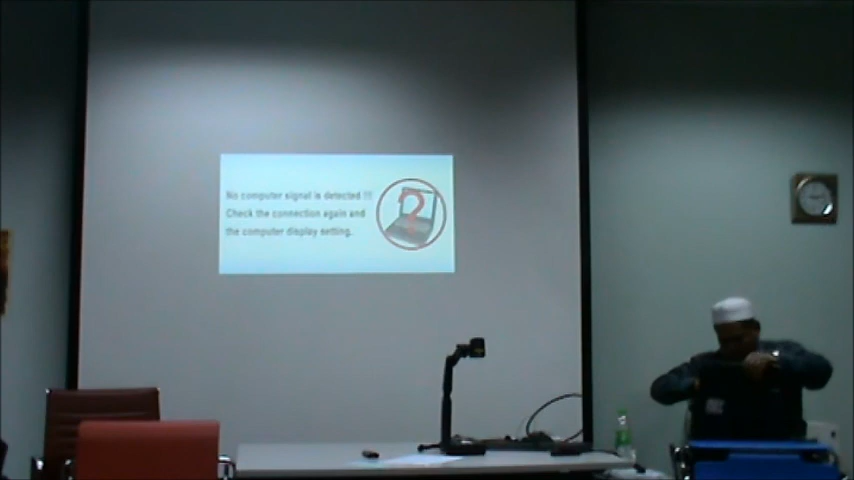 No computer signal is detected !!!
Check the connection again and
the computer display setting.